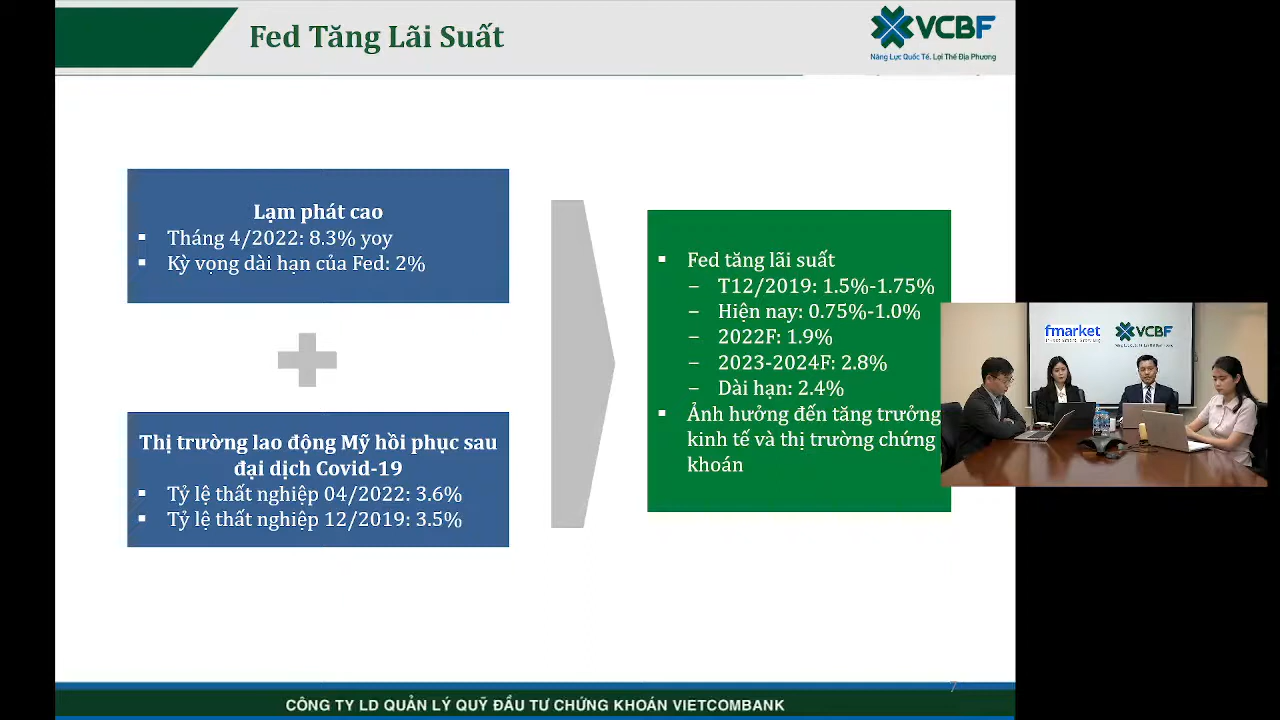 Fed Tăng Lãi Suất
VCBF
Năng Lực Quốc Tế, Lợi Thế Địa Phương
Lạm phát cao
▪ Tháng 4/2022: 8.3% yoy
▪ Kỳ vọng dài hạn của Fed: 2%
Thị trường lao động Mỹ hồi phục sau
đại dịch Covid-19
▪ Tỷ lệ thất nghiệp 04/2022: 3.6%
▪ Tỷ lệ thất nghiệp 12/2019: 3.5%
▪ Fed tăng lãi suất
– T12/2019: 1.5%-1.75%
– Hiện nay: 0.75%-1.0%
– 2022F: 1.9%
– 2023-2024F: 2.8%
– Dài hạn: 2.4%
▪ Ảnh hưởng đến tăng trưởng
kinh tế và thị trường chứng
khoán
fmarket
VCBF
7
CÔNG TY LD QUẢN LÝ QUỸ ĐẦU TƯ CHỨNG KHOÁN VIETCOMBANK